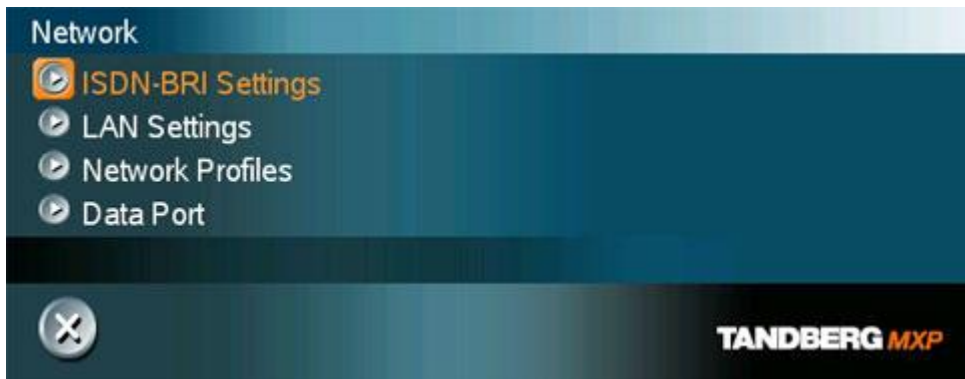 Network
ISDN-BRI Settings
LAN Settings
Network Profiles
Data Port
TANDBERG MXP